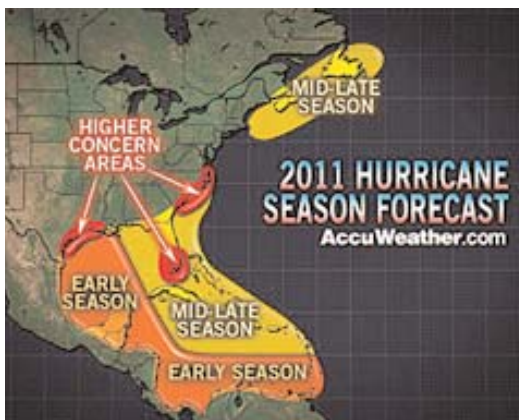 MID-LATE
SEASON
HIGHER
CONCERN
AREAS
2011 HURRICANE
SEASON FORECAST
AccuWeather.com
EARLY
SEASON
MID-LATE
SEASON
EARLY SEASON